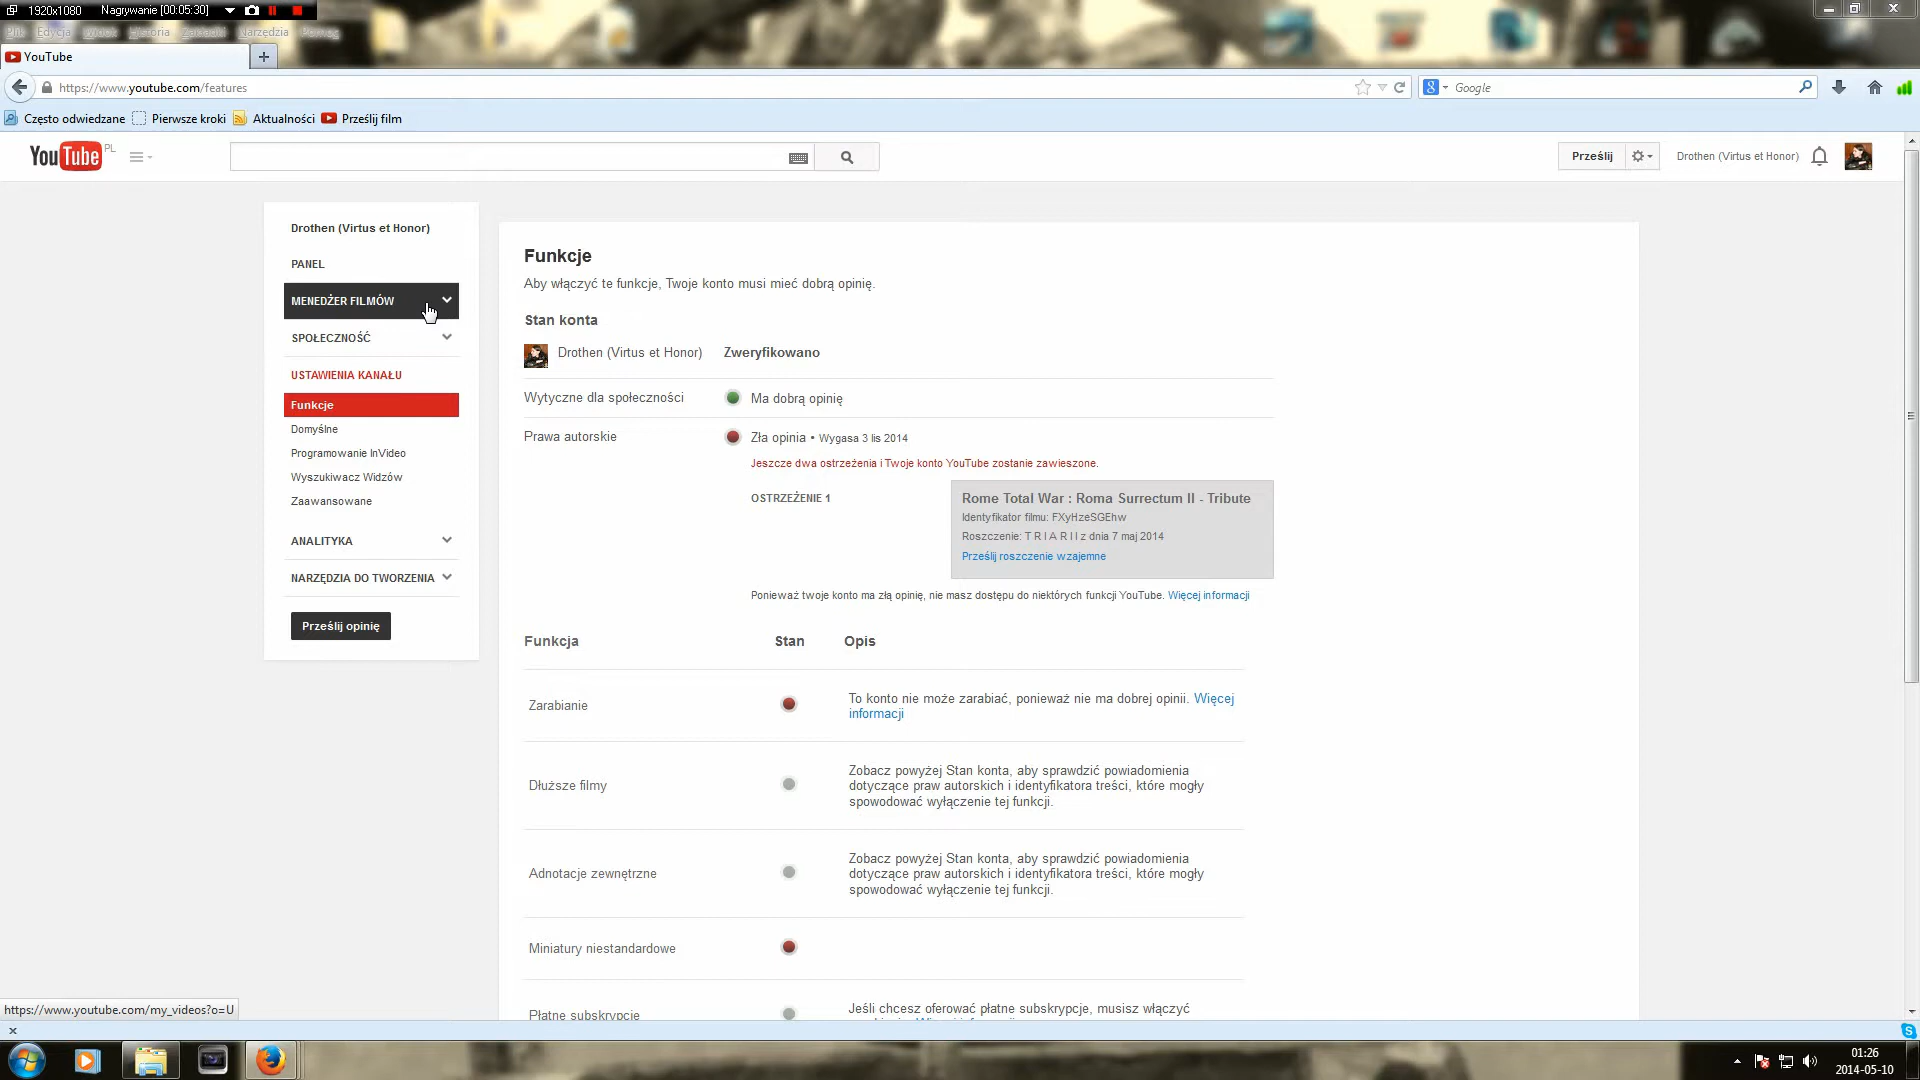 1920x1080 Nagrywanie [00:05:30]
Plik Edycja Widok Historia Zakładki Narzędzia Pomoc
YouTube
https://www.youtube.com/features
Google
Często odwiedzane Pierwsze kroki Aktualności Prześlij film
YouTube PL
Prześlij
Drothen (Virtus et Honor)
Drothen (Virtus et Honor)
PANEL
MENEDŻER FILMÓW
SPOŁECZNOŚĆ
USTAWIENIA KANAŁU
Funkcje
Domyślne
Programowanie InVideo
Wyszukiwacz Widzów
Zaawansowane
ANALITYKA
NARZĘDZIA DO TWORZENIA
Prześlij opinię
Funkcje
Aby włączyć te funkcje, Twoje konto musi mieć dobrą opinię.
Stan konta
Drothen (Virtus et Honor) Zweryfikowano
Wytyczne dla społeczności Ma dobrą opinię
Prawa autorskie Zła opinia • Wygasa 3 lis 2014
Jeszcze dwa ostrzeżenia i Twoje konto YouTube zostanie zawieszone.
OSTRZEŻENIE 1
Rome Total War : Roma Surrectum II - Tribute
Identyfikator filmu: FXyHzeSGEhw
Roszczenie: T R I A R I I z dnia 7 maj 2014
Prześlij roszczenie wzajemne
Ponieważ twoje konto ma złą opinię, nie masz dostępu do niektórych funkcji YouTube. Więcej informacji
Funkcja Stan Opis
Zarabianie
To konto nie może zarabiać, ponieważ nie ma dobrej opinii. Więcej
informacji
Dłuższe filmy
Zobacz powyżej Stan konta, aby sprawdzić powiadomienia
dotyczące praw autorskich i identyfikatora treści, które mogły
spowodować wyłączenie tej funkcji.
Adnotacje zewnętrzne
Zobacz powyżej Stan konta, aby sprawdzić powiadomienia
dotyczące praw autorskich i identyfikatora treści, które mogły
spowodować wyłączenie tej funkcji.
Miniatury niestandardowe
Płatne subskrypcje
Jeśli chcesz oferować płatne subskrypcje, musisz włączyć
https://www.youtube.com/my_videos?o=U
01:26
2014-05-10